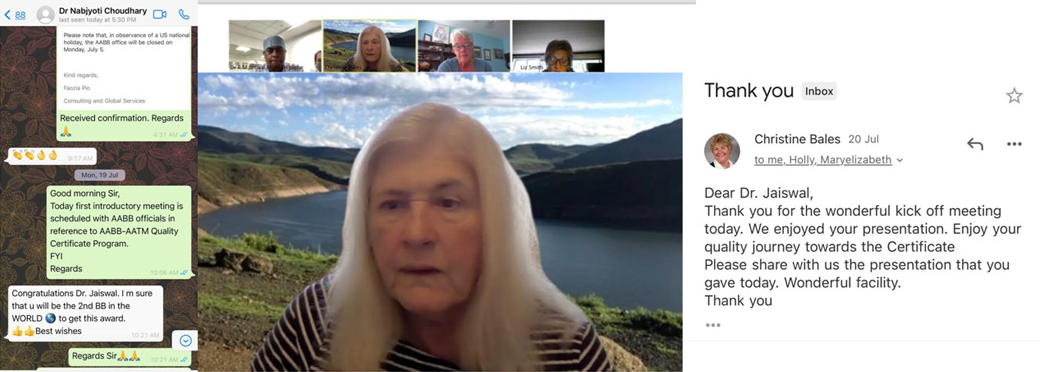 88
Dr Nabjyoti Choudhary
last seen today at 5:30 PM
Please note that, in observance of a US national
holiday, the AABB office will be closed on
Monday, July 5.
Kind regards,
Faozia Pio
Consulting and Global Services
Received confirmation. Regards
🙏
4:31 AM
👏👏👌👌
9:17 AM
Mon, 19 Jul
Good morning Sir,
Today first introductory meeting is
scheduled with AABB officials in
reference to AABB-AATM Quality
Certificate Program.
FYI
Regards
10:06 AM
Congratulations Dr. Jaiswal. I m sure
that u will be the 2nd BB in the
WORLD 🌏 to get this award.
👍👍Best wishes
10:21 AM
Regards Sir🙏🙏
10:21 AM
Liz Smith
Thank you
Inbox
Christine Bales 20 Jul
to me, Holly, Maryelizabeth
Dear Dr. Jaiswal,
Thank you for the wonderful kick off meeting
today. We enjoyed your presentation. Enjoy your
quality journey towards the Certificate
Please share with us the presentation that you
gave today. Wonderful facility.
Thank you